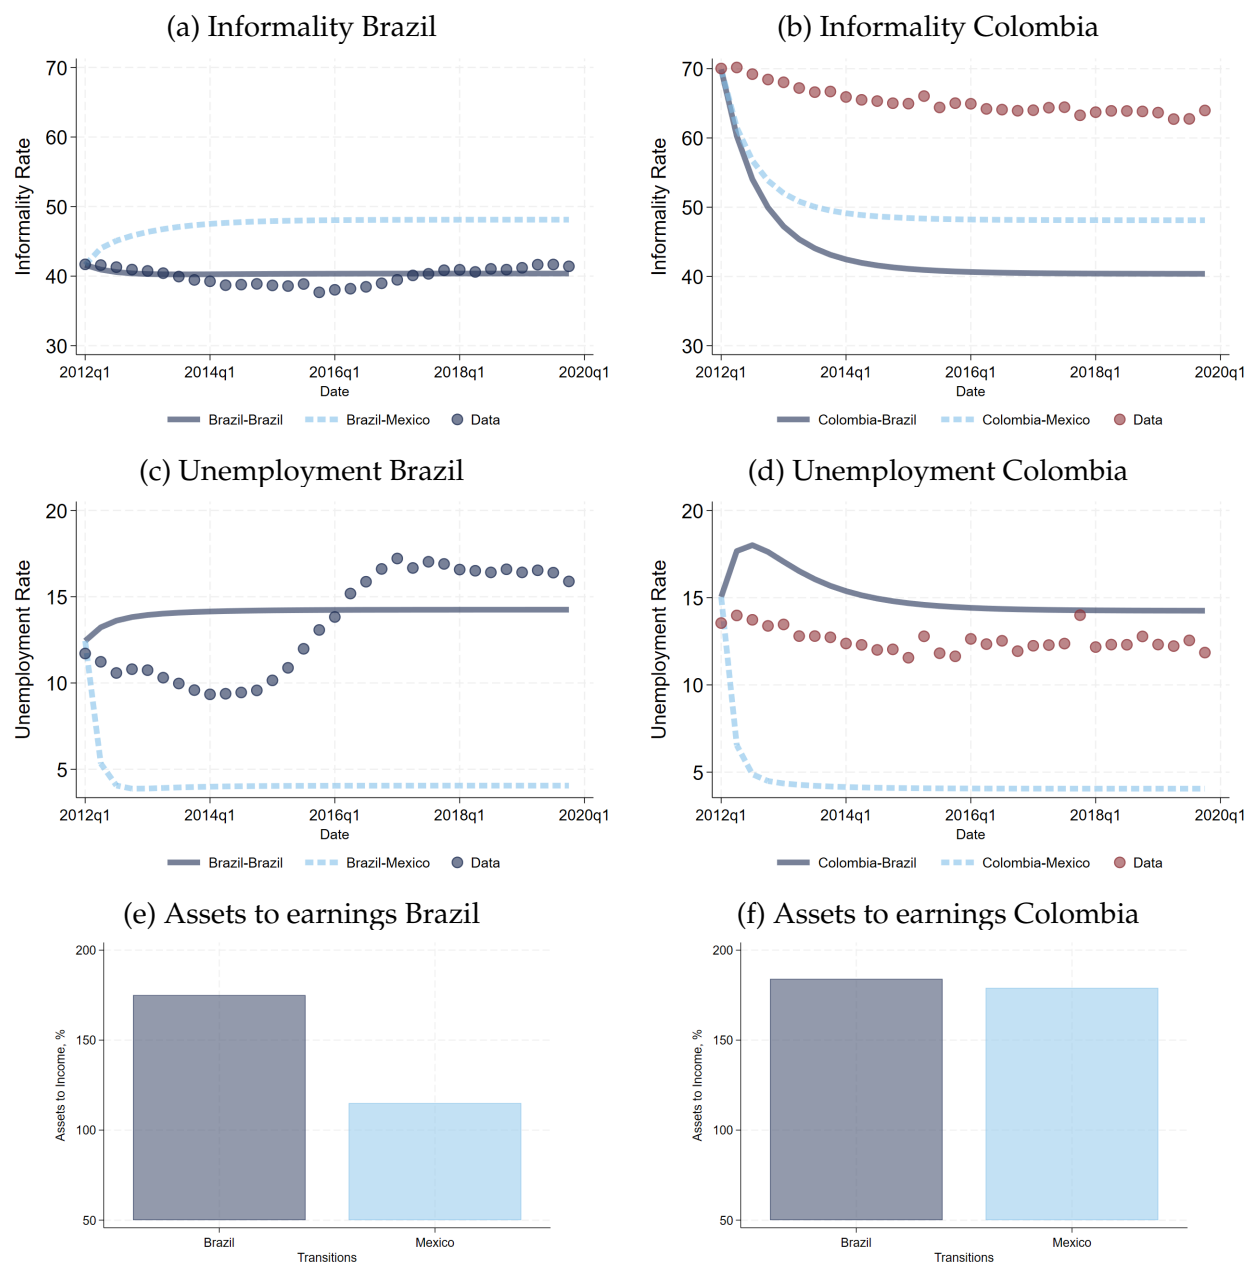 (a) Informality Brazil
Informality Rate
70
60
50
40
30
2012q1 2014q1 2016q1 2018q1 2020q1
Date
Brazil-Brazil Brazil-Mexico Data
(b) Informality Colombia
Informality Rate
70
60
50
40
30
2012q1 2014q1 2016q1 2018q1 2020q1
Date
Colombia-Brazil Colombia-Mexico Data
(c) Unemployment Brazil
Unemployment Rate
20
15
10
5
2012q1 2014q1 2016q1 2018q1 2020q1
Date
Brazil-Brazil Brazil-Mexico Data
(d) Unemployment Colombia
Unemployment Rate
20
15
10
5
2012q1 2014q1 2016q1 2018q1 2020q1
Date
Colombia-Brazil Colombia-Mexico Data
(e) Assets to earnings Brazil
Assets to Income, %
200
150
100
50
Brazil Mexico
Transitions
(f) Assets to earnings Colombia
Assets to Income, %
200
150
100
50
Brazil Mexico
Transitions